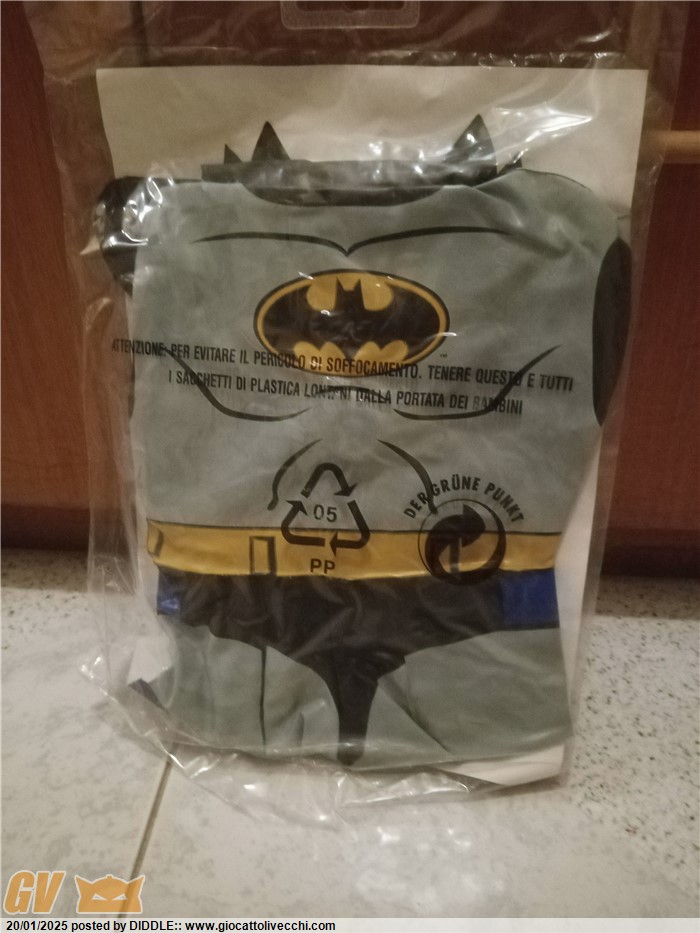 ATTENZIONE: PER EVITARE IL PERICOLO DI SOFFOCAMENTO. TENERE QUESTO E TUTTI
I SACCHETTI DI PLASTICA LONTANI DALLA PORTATA DEI BAMBINI
05
PP
DER GRÜNE PUNKT
GV
20/01/2025 posted by DIDDLE:: www.giocattolivecchi.com